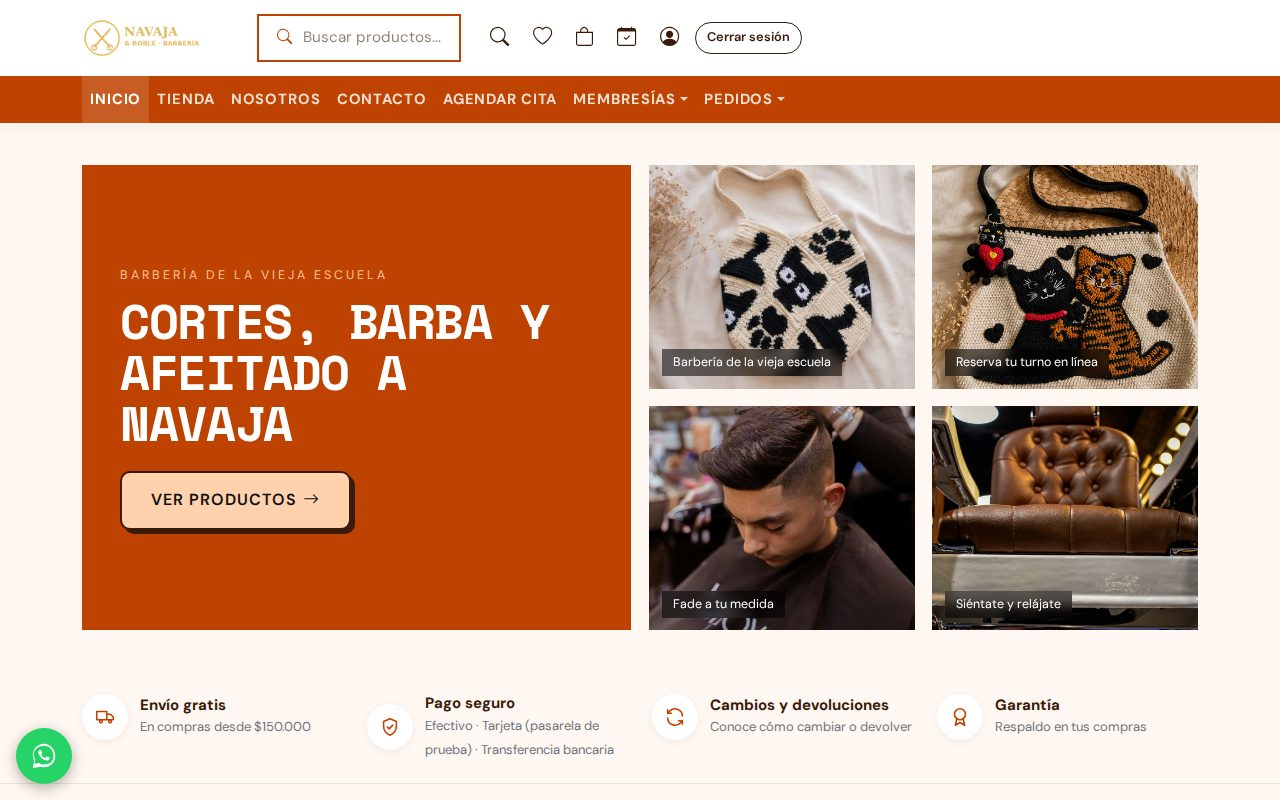 NAVAJA
& ROBLE - BARBERÍA
Buscar productos...
Cerrar sesión
INICIO TIENDA NOSOTROS CONTACTO AGENDAR CITA MEMBRESÍAS PEDIDOS
BARBERÍA DE LA VIEJA ESCUELA
CORTES, BARBA Y
AFEITADO A
NAVAJA
VER PRODUCTOS →
Barbería de la vieja escuela
Reserva tu turno en línea
Fade a tu medida
Siéntate y relájate
Envío gratis
En compras desde $150.000
Pago seguro
Efectivo · Tarjeta (pasarela de
prueba) · Transferencia bancaria
Cambios y devoluciones
Conoce cómo cambiar o devolver
Garantía
Respaldo en tus compras